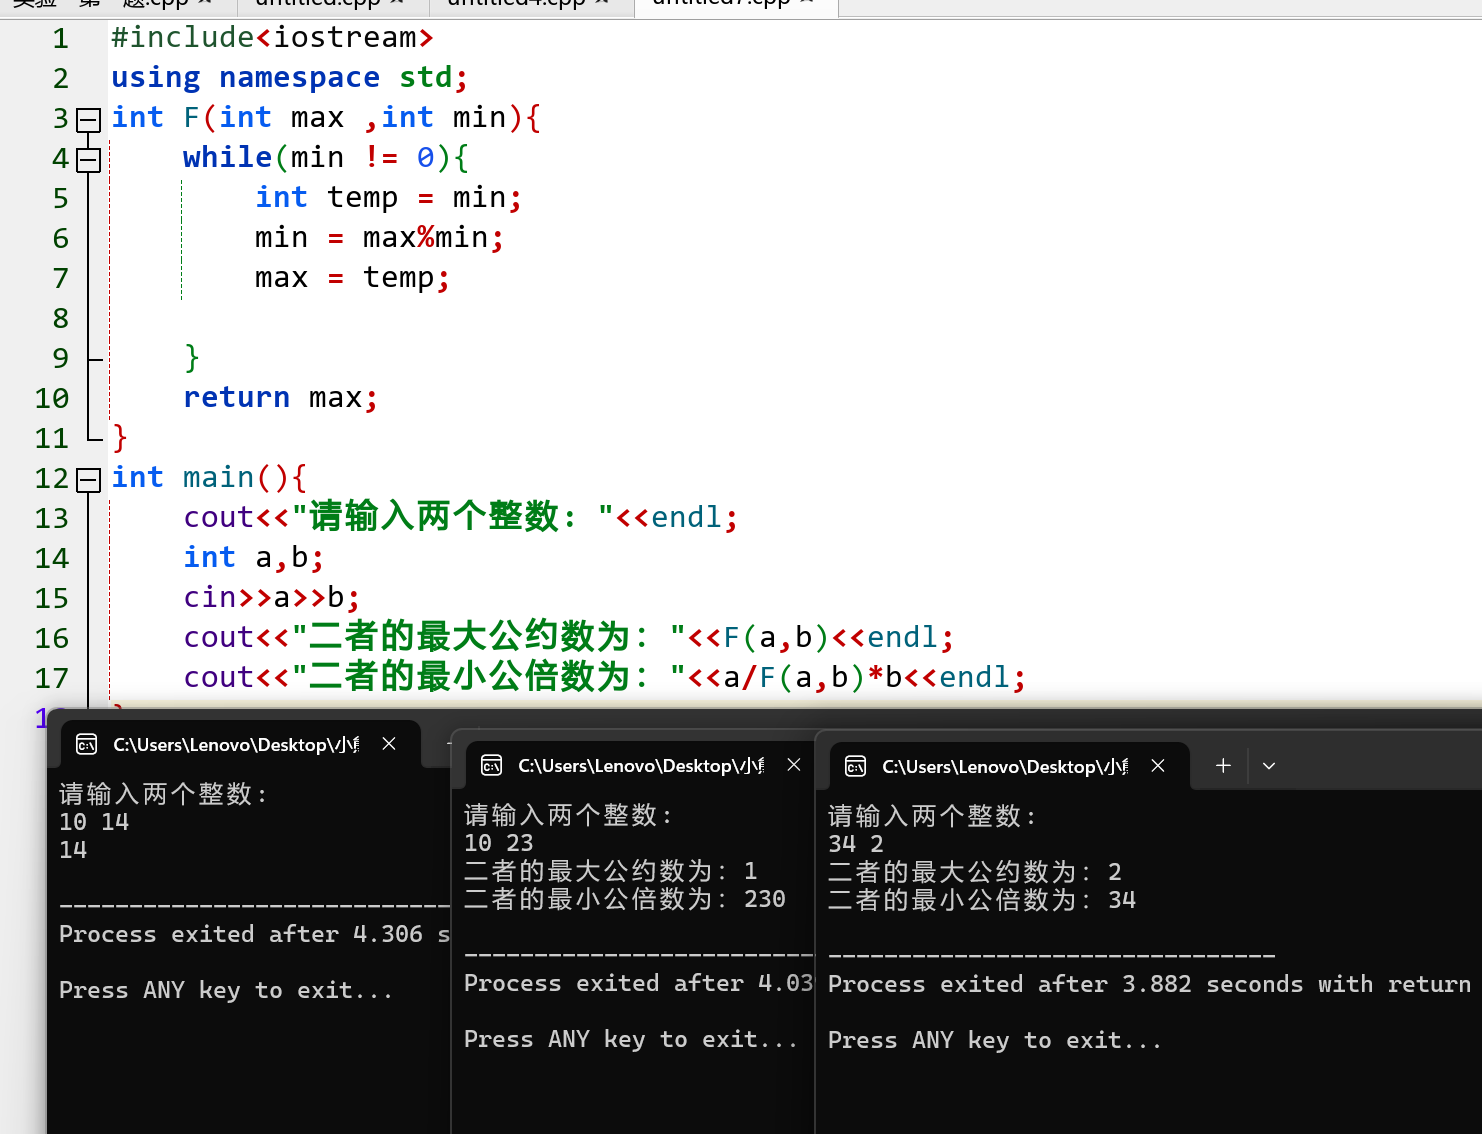 #include<iostream>
using namespace std;
int F(int max ,int min){
while(min != 0){
int temp = min;
min = max%min;
max = temp;
}
return max;
}
int main(){
cout<<"请输入两个整数: "<<endl;
int a,b;
cin>>a>>b;
cout<<"二者的最大公约数为: "<<F(a,b)<<endl;
cout<<"二者的最小公倍数为: "<<a/F(a,b)*b<<endl;
1
2
3
4
5
6
7
8
9
10
11
12
13
14
15
16
17
C:\Users\Lenovo\Desktop\小
请输入两个整数:
10 14
14
--------------------------------
Process exited after 4.306 s
Press ANY key to exit...
C:\Users\Lenovo\Desktop\小
请输入两个整数:
10 23
二者的最大公约数为: 1
二者的最小公倍数为: 230
--------------------------------
Process exited after 4.03
Press ANY key to exit...
C:\Users\Lenovo\Desktop\小
请输入两个整数:
34 2
二者的最大公约数为: 2
二者的最小公倍数为: 34
--------------------------------
Process exited after 3.882 seconds with return
Press ANY key to exit...